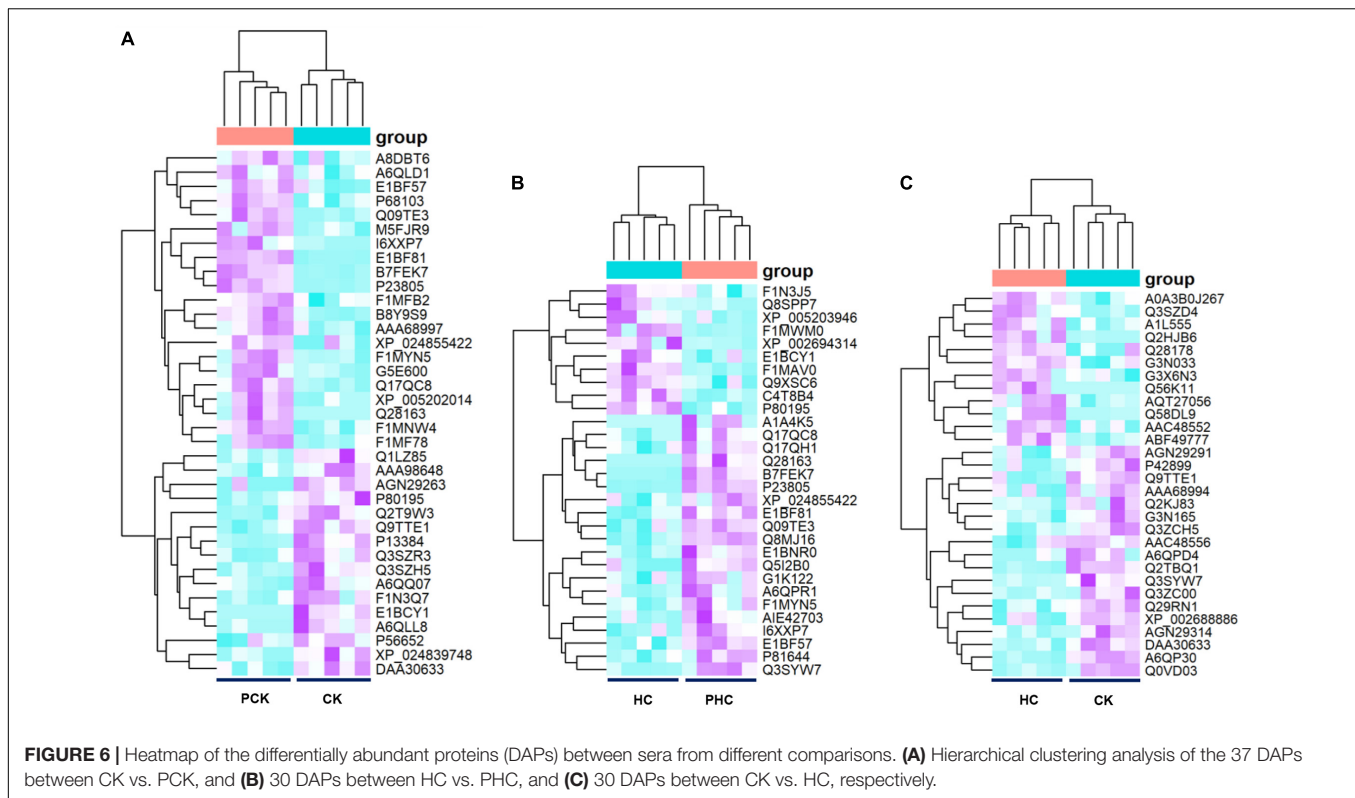 A
group
A8DBT6
A6QLD1
E1BF57
P68103
Q09TE3
M5FJR9
I6XXP7
E1BF81
B7FEK7
P23805
F1MFB2
B8Y9S9
AAA68997
XP_024855422
F1MYN5
G5E600
Q17QC8
XP_005202014
Q28163
F1MNW4
F1MF78
Q1LZ85
AAA98648
AGN29263
P80195
Q2T9W3
Q9TTE1
P13384
Q3SZR3
Q3SZH5
A6QQ07
F1N3Q7
E1BCY1
A6QLL8
P56652
XP_024839748
DAA30633
PCK CK
B
group
F1N3J5
Q8SPP7
XP_005203946
F1MWM0
XP_002694314
E1BCY1
F1MAV0
Q9XSC6
C4T8B4
P80195
A1A4K5
Q17QC8
Q17QH1
Q28163
B7FEK7
P23805
XP_024855422
E1BF81
Q09TE3
Q8MJ16
E1BNR0
Q5I2B0
G1K122
A6QPR1
F1MYN5
AIE42703
I6XXP7
E1BF57
P81644
Q3SYW7
HC PHC
C
group
A0A3B0J267
Q3SZD4
A1L555
Q2HJB6
Q28178
G3N033
G3X6N3
Q56K11
AQT27056
Q58DL9
AAC48552
ABF49777
AGN29291
P42899
Q9TTE1
AAA68994
Q2KJ83
G3N165
Q3ZCH5
AAC48556
A6QPD4
Q2TBQ1
Q3SYW7
Q3ZC00
Q29RN1
XP_002688886
AGN29314
DAA30633
A6QP30
Q0VD03
HC CK
FIGURE 6 | Heatmap of the differentially abundant proteins (DAPs) between sera from different comparisons. (A) Hierarchical clustering analysis of the 37 DAPs
between CK vs. PCK, and (B) 30 DAPs between HC vs. PHC, and (C) 30 DAPs between CK vs. HC, respectively.